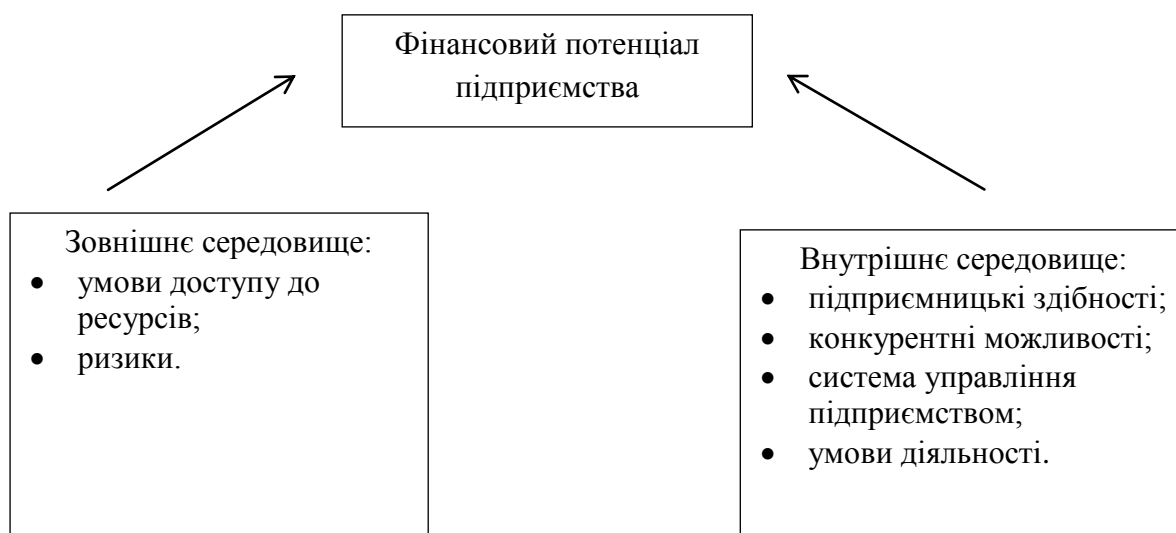 Фінансовий потенціал
підприємства
Зовнішнє середовище:
• умови доступу до
ресурсів;
• ризики.
Внутрішнє середовище:
• підприємницькі здібності;
• конкурентні можливості;
• система управління
підприємством;
• умови діяльності.